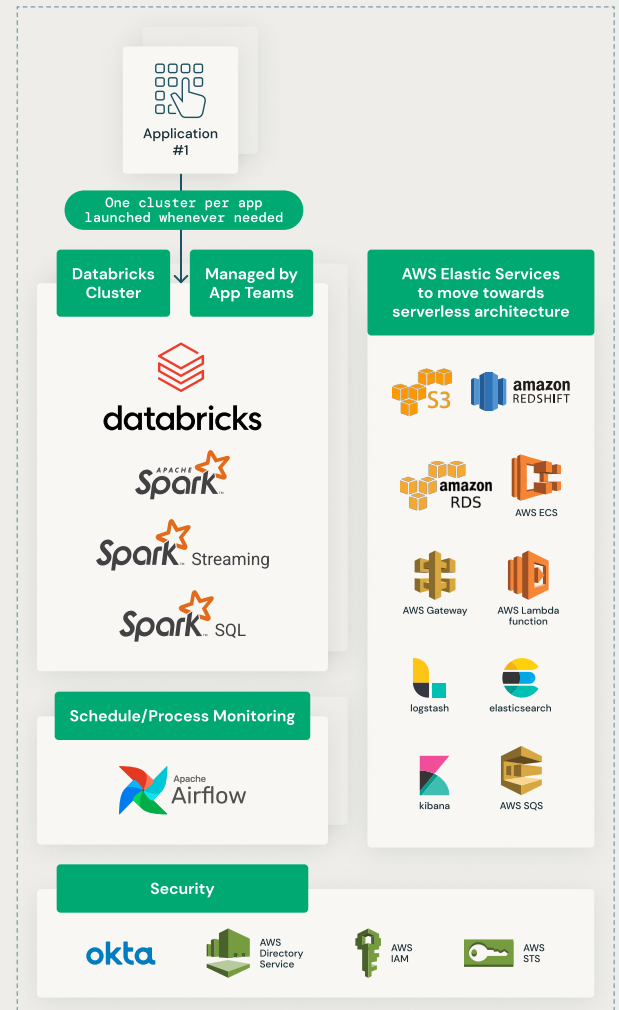 Application
#1
One cluster per app
launched whenever needed
Databricks
Cluster
Managed by
App Teams
databricks
APACHE
Spark™
Spark™ Streaming
Spark™ SQL
Schedule/Process Monitoring
Apache
Airflow
AWS Elastic Services
to move towards
serverless architecture
S3
amazon
REDSHIFT
amazon
RDS
AWS ECS
AWS Gateway
AWS Lambda
function
logstash
elasticsearch
kibana
AWS SQS
Security
okta
AWS
Directory
Service
AWS
IAM
AWS
STS